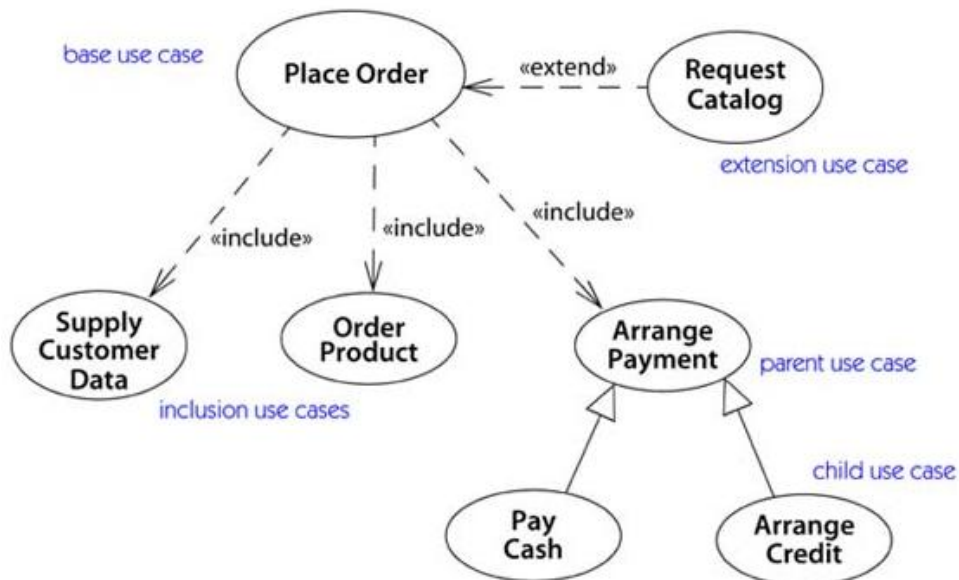 base use case
Place Order
«extend»
Request
Catalog
extension use case
«include»
«include»
«include»
Supply
Customer
Data
Order
Product
Arrange
Payment
parent use case
inclusion use cases
child use case
Pay
Cash
Arrange
Credit